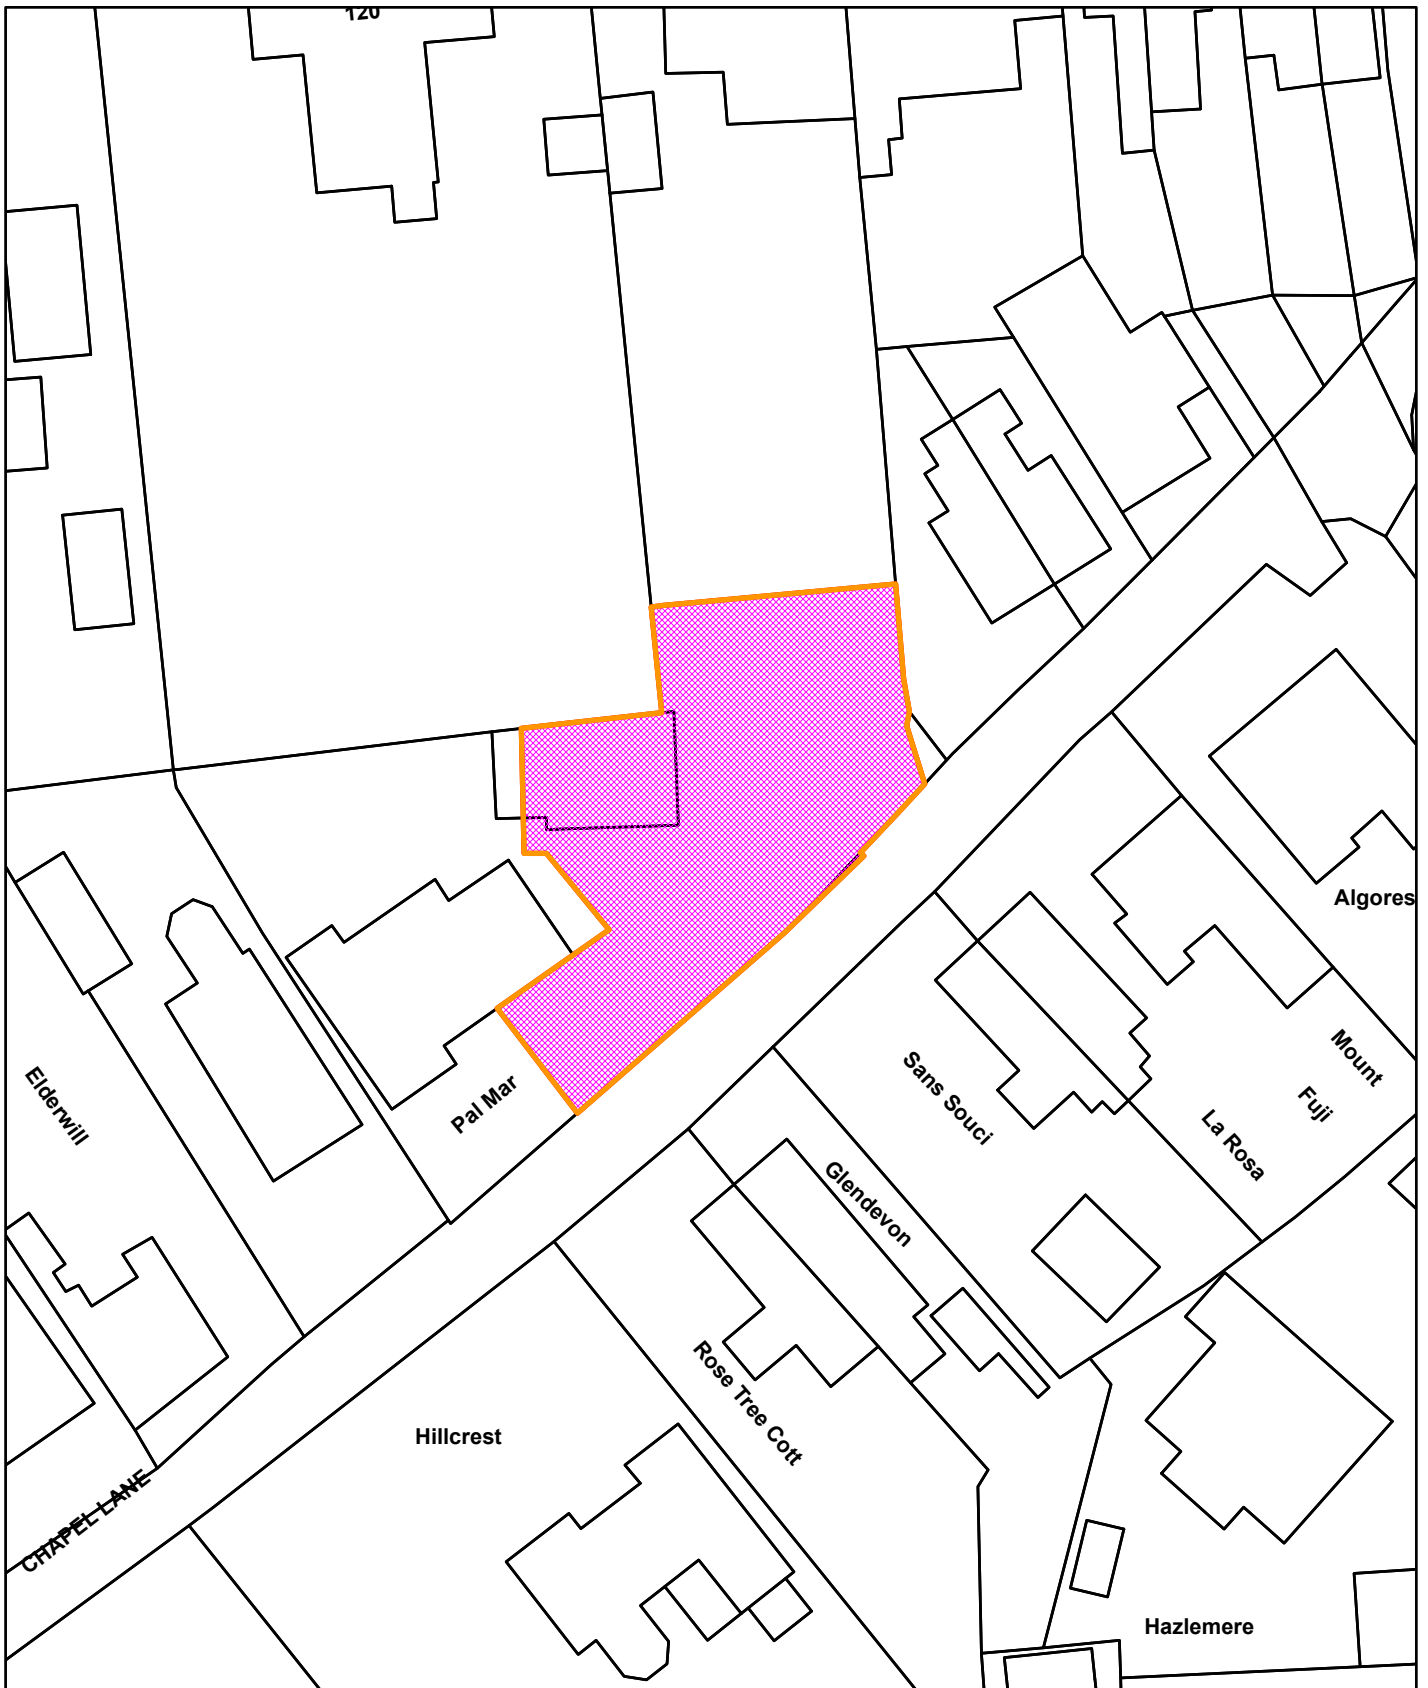 120
Algores
Elderwill
Pal Mar
Sans Souci
Mount
Fuji
La Rosa
Glendevon
Rose Tree Cott
Hillcrest
CHAPEL LANE
Hazlemere